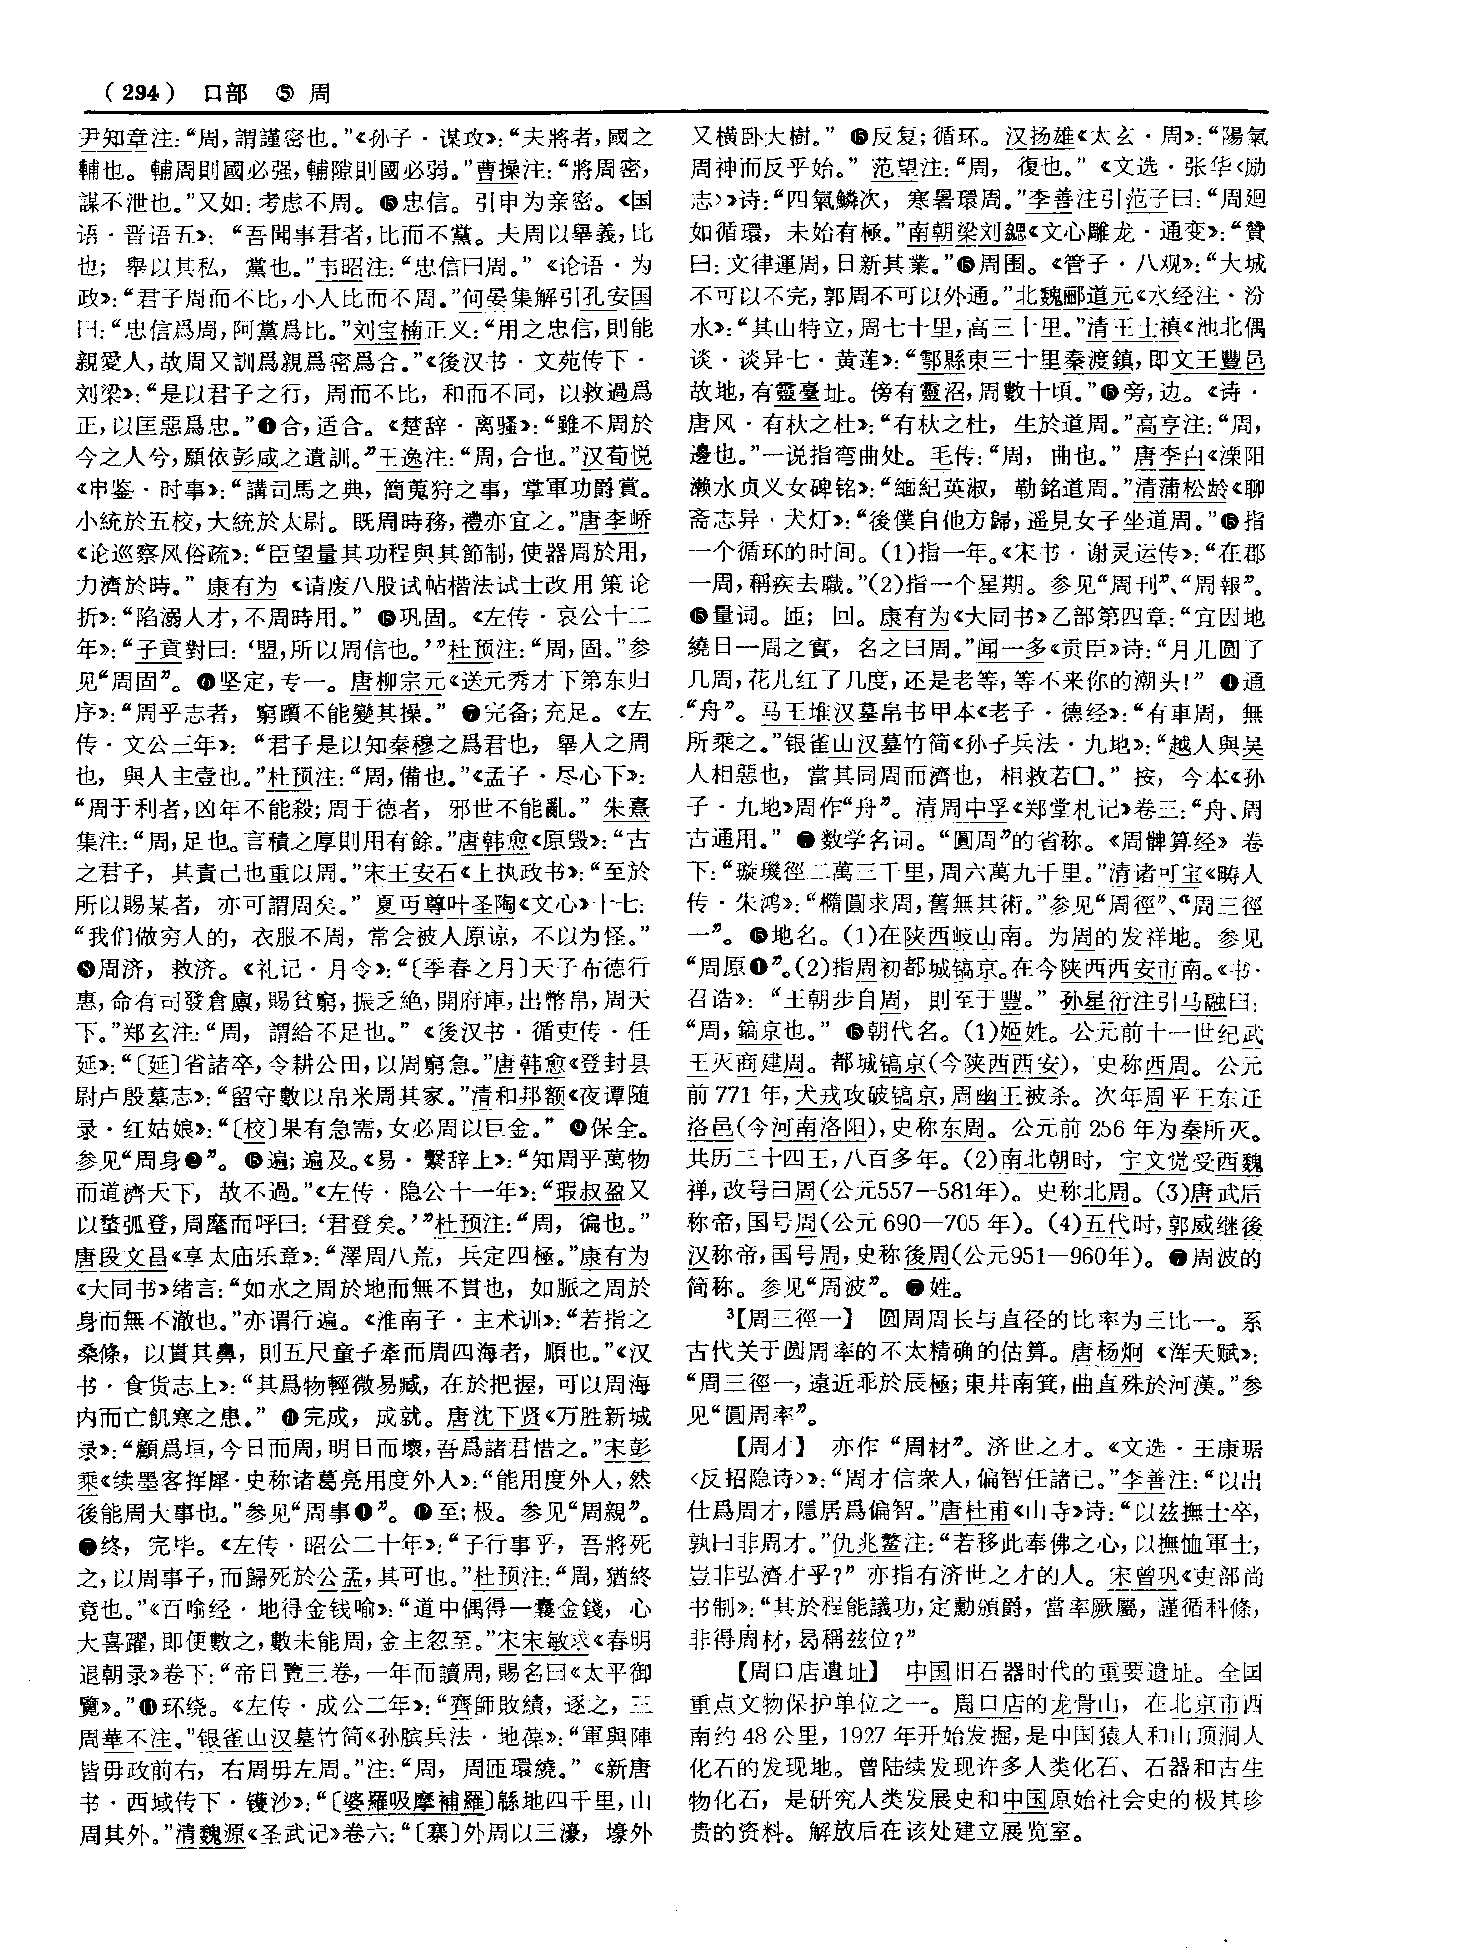 (294) 口部 ⑤ 周
尹知章注:“周,謂謹密也。”《孙子·谋攻》:“夫將者,國之
輔也。輔周則國必强,輔隙則國必弱。”曹操注:“將周密,
謀不泄也。”又如:考虑不周。忠信。引申为亲密。《国
语·晋语五》:“吾聞事君者,比而不黨。夫周以舉義,比
也;舉以其私,黨也。”韦昭注:“忠信曰周。”《论语·为
政》:“君子周而不比,小人比而不周。”何晏集解引孔安国
曰:“忠信爲周,阿黨爲比。”刘宝楠正义:“用之忠信,則能
親愛人,故周又訓爲親爲密爲合。”《後汉书·文苑传下·
刘梁》:“是以君子之行,周而不比,和而不同,以救過爲
正,以匡惡爲忠。”合,适合。《楚辞·离骚》:“雖不周於
今之人兮,願依彭咸之遺訓。”王逸注:“周,合也。”汉荀悦
《申鉴·时事》:“講司馬之典,簡蒐狩之事,掌軍功爵賞。
小統於五校,大統於太尉。既周時務,禮亦宜之。”唐李峤
《论巡察风俗疏》:“臣望量其功程與其節制,使器周於用,
力濟於時。”康有为《请废八股试帖楷法试士改用策论
折》:“陷溺人才,不周時用。”巩固。《左传·哀公十二
年》:“子貢對曰:‘盟,所以周信也。’”杜预注:“周,固。”参
见“周固”。坚定,专一。唐柳宗元《送元秀才下第东归
序》:“周乎志者,窮躓不能變其操。”❼完备;充足。《左
传·文公三年》:“君子是以知秦穆之爲君也,舉人之周
也,與人主壹也。”杜预注:“周,備也。”《孟子·尽心下》:
“周于利者,凶年不能殺;周于德者,邪世不能亂。”朱熹
集注:“周,足也。言積之厚則用有餘。”唐韩愈《原毁》:“古
之君子,其責己也重以周。”宋王安石《上执政书》:“至於
所以賜某者,亦可謂周矣。”夏丏尊叶圣陶《文心》十七:
“我们做穷人的,衣服不周,常会被人原谅,不以为怪。”
❽周济,救济。《礼记·月令》:“〔季春之月〕天子布德行
惠,命有司發倉廪,賜貧窮,振乏絶,開府庫,出幣帛,周天
下。”郑玄注:“周,謂給不足也。”《後汉书·循吏传·任
延》:“〔延〕省諸卒,令耕公田,以周窮急。”唐韩愈《登封县
尉卢殷墓志》:“留守數以帛米周其家。”清和邦额《夜谭随
录·红姑娘》:“〔校〕果有急需,女必周以巨金。”❾保全。
参见“周身❷”。遍;遍及。《易·繫辞上》:“知周乎萬物
而道濟天下,故不過。”《左传·隐公十一年》:“瑕叔盈又
以蝥弧登,周麾而呼曰:‘君登矣。’”杜预注:“周,徧也。”
唐段文昌《享太庙乐章》:“澤周八荒,兵定四極。”康有为
《大同书》绪言:“如水之周於地而無不貫也,如脈之周於
身而無不澈也。”亦谓行遍。《淮南子·主术训》:“若指之
桑條,以貫其鼻,則五尺童子牽而周四海者,順也。”《汉
书·食货志上》:“其爲物輕微易臧,在於把握,可以周海
内而亡飢寒之患。”⓫完成,成就。唐沈下贤《万胜新城
录》:“顧爲垣,今日而周,明日而壞,吾爲諸君惜之。”宋彭
乘《续墨客挥犀·史称诸葛亮用度外人》:“能用度外人,然
後能周大事也。”参见“周事❶”。⓬至;极。参见“周親”。
终,完毕。《左传·昭公二十年》:“子行事乎,吾將死
之,以周事子,而歸死於公孟,其可也。”杜预注:“周,猶終
竟也。”《百喻经·地得金钱喻》:“道中偶得一囊金錢,心
大喜躍,即便數之,數未能周,金主忽至。”宋宋敏求《春明
退朝录》卷下:“帝日覽三卷,一年而讀周,賜名曰《太平御
覽》。”环绕。《左传·成公二年》:“齊師敗績,逐之,三
周華不注。”银雀山汉墓竹简《孙膑兵法·地葆》:“軍與陣
皆毋政前右,右周毋左周。”注:“周,周匝環繞。”《新唐
书·西域传下·镬沙》:“〔婆羅吸摩補羅〕緜地四千里,山
周其外。”清魏源《圣武记》卷六:“〔寨〕外周以三濠,壕外
又横卧大樹。”反复;循环。汉扬雄《太玄·周》:“陽氣
周神而反乎始。”范望注:“周,復也。”《文选·张华〈励
志〉》诗:“四氣鱗次,寒暑環周。”李善注引范子曰:“周廻
如循環,未始有極。”南朝梁刘勰《文心雕龙·通变》:“贊
曰:文律運周,日新其業。”周围。《管子·八观》:“大城
不可以不完,郭周不可以外通。”北魏郦道元《水经注·汾
水》:“其山特立,周七十里,高三十里。”清王士禛《池北偶
谈·谈异七·黄莲》:“鄠縣東三十里秦渡鎮,即文王豐邑
故地,有靈臺址。傍有靈沼,周數十頃。”旁,边。《诗·
唐风·有杕之杜》:“有杕之杜,生於道周。”高亨注:“周,
邊也。”一说指弯曲处。毛传:“周,曲也。”唐李白《溧阳
濑水贞义女碑铭》:“緬紀英淑,勒銘道周。”清蒲松龄《聊
斋志异·犬灯》:“後僕自他方歸,遥見女子坐道周。”指
一个循环的时间。(1)指一年。《宋书·谢灵运传》:“在郡
一周,稱疾去職。”(2)指一个星期。参见“周刊”、“周報”。
量词。匝;回。康有为《大同书》乙部第四章:“宜因地
繞日一周之實,名之曰周。”闻一多《贡臣》诗:“月儿圆了
几周,花儿红了几度,还是老等,等不来你的潮头!”通
“舟”。马王堆汉墓帛书甲本《老子·德经》:“有車周,無
所乘之。”银雀山汉墓竹简《孙子兵法·九地》:“越人與吴
人相惡也,當其同周而濟也,相救若囗。”按,今本《孙
子·九地》周作“舟”。清周中孚《郑堂札记》卷三:“舟、周
古通用。”数学名词。“圓周”的省称。《周髀算经》卷
下:“璇璣徑二萬三千里,周六萬九千里。”清诸可宝《畴人
传·朱鸿》:“橢圓求周,舊無其術。”参见“周徑”、“周三徑
一”。地名。(1)在陕西岐山南。为周的发祥地。参见
“周原❶”。(2)指周初都城镐京。在今陕西西安市南。《书·
召诰》:“王朝步自周,則至于豐。”孙星衍注引马融曰:
“周,鎬京也。”朝代名。(1)姬姓。公元前十一世纪武
王灭商建周。都城镐京(今陕西西安),史称西周。公元
前771年,犬戎攻破镐京,周幽王被杀。次年周平王东迁
洛邑(今河南洛阳),史称东周。公元前256年为秦所灭。
共历三十四王,八百多年。(2)南北朝时,宇文觉受西魏
禅,改号曰周(公元557—581年)。史称北周。(3)唐武后
称帝,国号周(公元690—705年)。(4)五代时,郭威继後
汉称帝,国号周,史称後周(公元951—960年)。周波的
简称。参见“周波”。姓。
³【周三徑一】 圆周周长与直径的比率为三比一。系
古代关于圆周率的不太精确的估算。唐杨炯《浑天赋》:
“周三徑一,遠近乖於辰極;東井南箕,曲直殊於河漢。”参
见“圓周率”。
【周才】 亦作“周材”。济世之才。《文选·王康琚
〈反招隐诗〉》:“周才信衆人,偏智任諸己。”李善注:“以出
仕爲周才,隱居爲偏智。”唐杜甫《山寺》诗:“以兹撫士卒,
孰曰非周才。”仇兆鳌注:“若移此奉佛之心,以撫恤軍士,
豈非弘濟才乎?”亦指有济世之才的人。宋曾巩《吏部尚
书制》:“其於程能議功,定勳頒爵,當率厥屬,謹循科條,
非得周材,曷稱兹位?”
【周口店遺址】 中国旧石器时代的重要遗址。全国
重点文物保护单位之一。周口店的龙骨山,在北京市西
南约48公里,1927年开始发掘,是中国猿人和山顶洞人
化石的发现地。曾陆续发现许多人类化石、石器和古生
物化石,是研究人类发展史和中国原始社会史的极其珍
贵的资料。解放后在该处建立展览室。